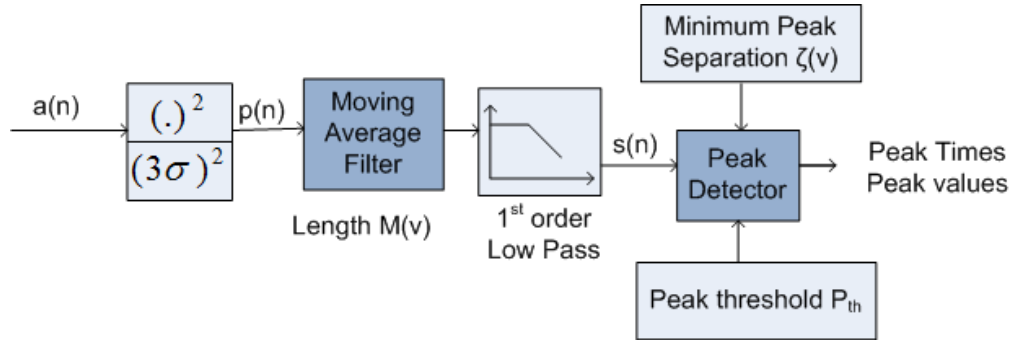 Minimum Peak
Separation ζ(v)
a(n)
(.)²
(3σ)²
p(n)
Moving
Average
Filter
Length M(v)
1st order
Low Pass
s(n)
Peak
Detector
Peak Times
Peak values
Peak threshold Pth